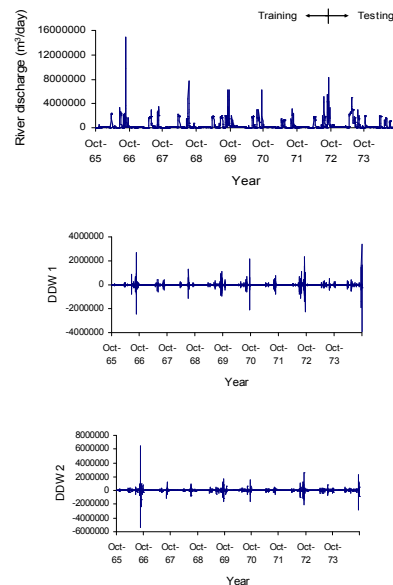 Training Testing
River discharge (m³/day)
16000000
12000000
8000000
4000000
0
Oct-65 Oct-66 Oct-67 Oct-68 Oct-69 Oct-70 Oct-71 Oct-72 Oct-73
Year
DDW 1
4000000
2000000
0
-2000000
-4000000
Oct-65 Oct-66 Oct-67 Oct-68 Oct-69 Oct-70 Oct-71 Oct-72 Oct-73
Year
DDW 2
8000000
6000000
4000000
2000000
0
-2000000
-4000000
-6000000
Oct-65 Oct-66 Oct-67 Oct-68 Oct-69 Oct-70 Oct-71 Oct-72 Oct-73
Year